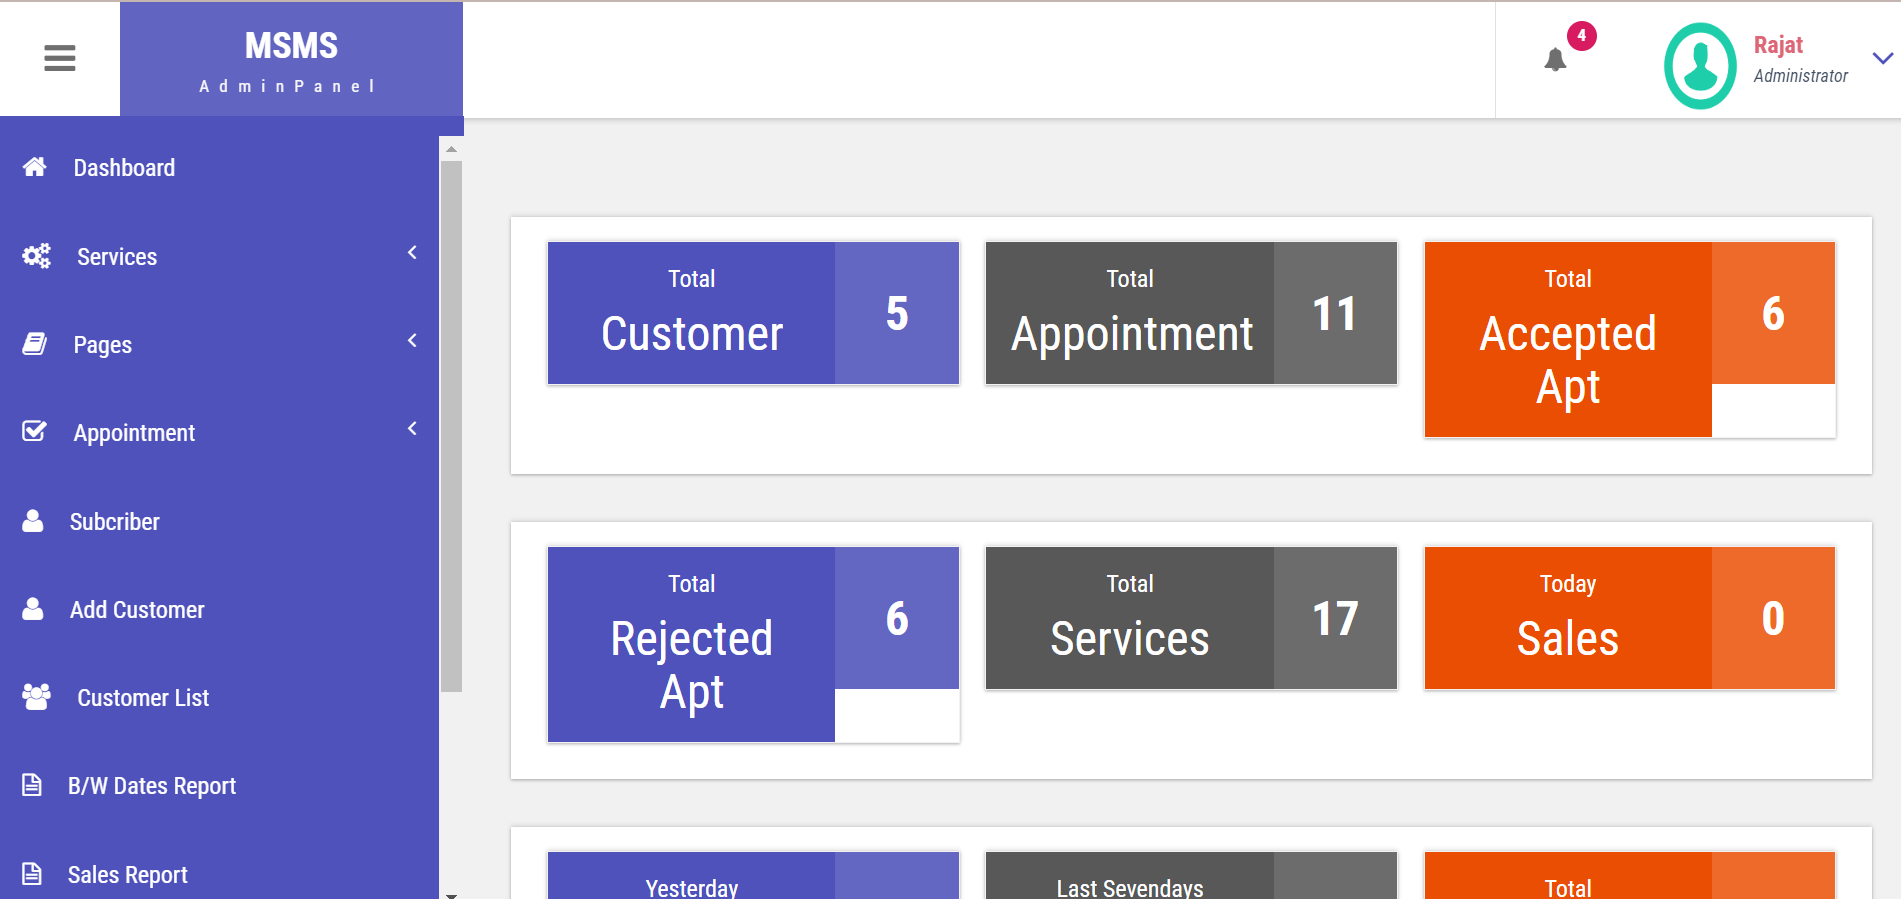 MSMS
AdminPanel
4
Rajat
Administrator
Dashboard
Services
Pages
Appointment
Subcriber
Add Customer
Customer List
B/W Dates Report
Sales Report
Total
Customer
5
Total
Appointment
11
Total
Accepted
Apt
6
Total
Rejected
Apt
6
Total
Services
17
Today
Sales
0
Yesterday
Last Sevendays
Total